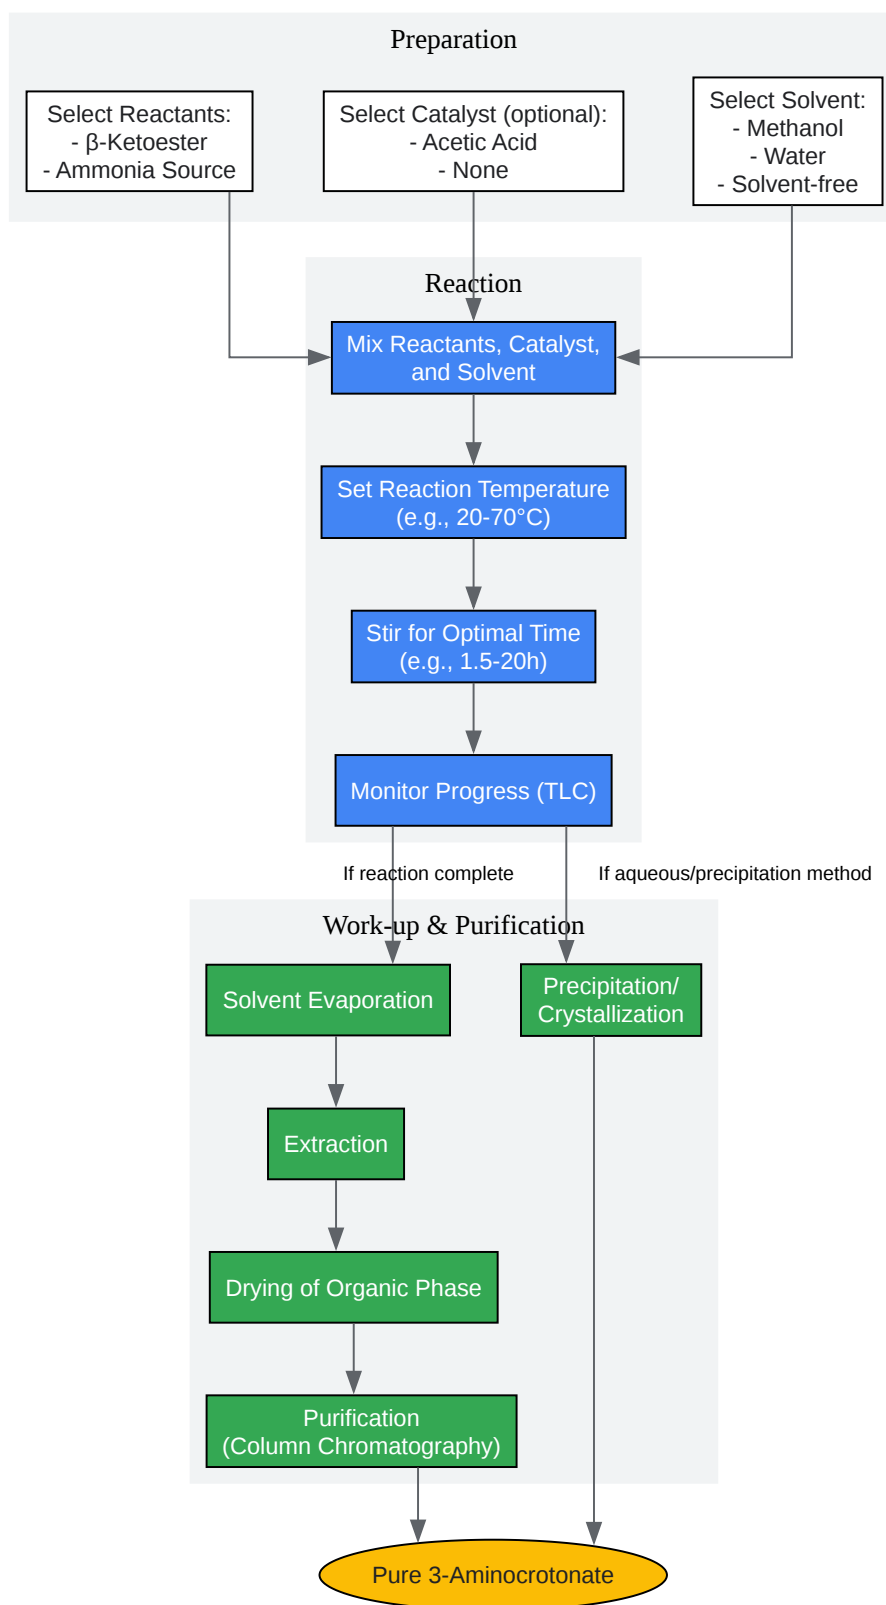 Preparation
Select Reactants:
- β-Ketoester
- Ammonia Source
Select Catalyst (optional):
- Acetic Acid
- None
Select Solvent:
- Methanol
- Water
- Solvent-free
Reaction
Mix Reactants, Catalyst,
and Solvent
Set Reaction Temperature
(e.g., 20-70°C)
Stir for Optimal Time
(e.g., 1.5-20h)
Monitor Progress (TLC)
If reaction complete
If aqueous/precipitation method
Work-up & Purification
Solvent Evaporation
Precipitation/
Crystallization
Extraction
Drying of Organic Phase
Purification
(Column Chromatography)
Pure 3-Aminocrotonate